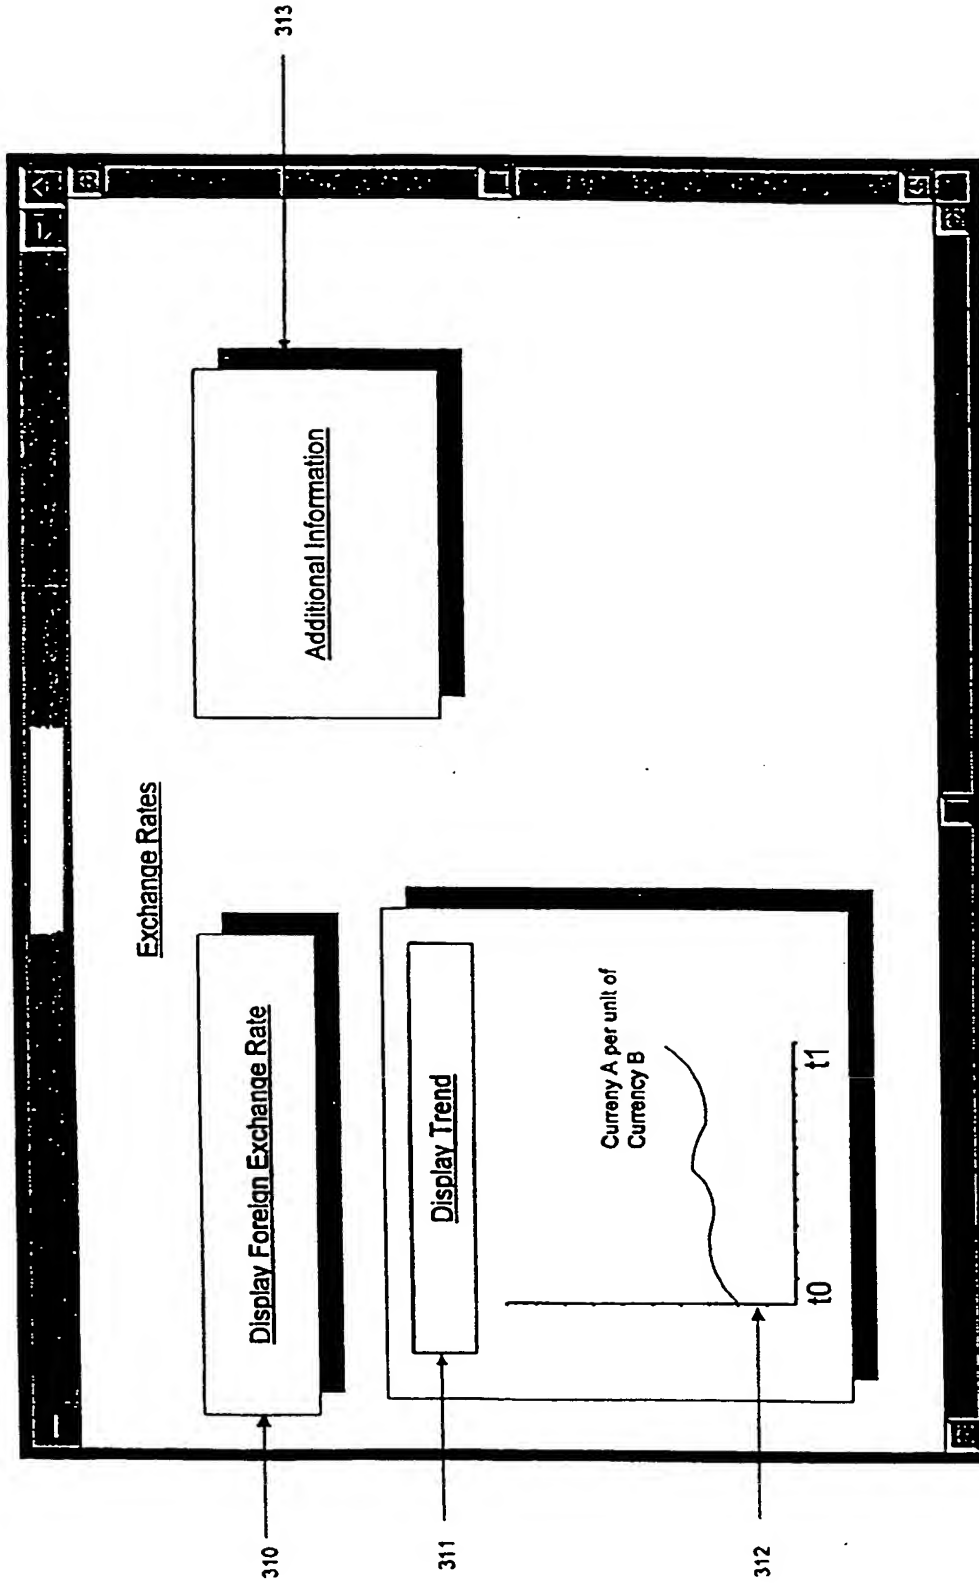 Exchange Rates
310
Display Foreign Exchange Rate
Additional Information
313
311
Display Trend
Curreny A per unit of
Currency B
312
t0
t1